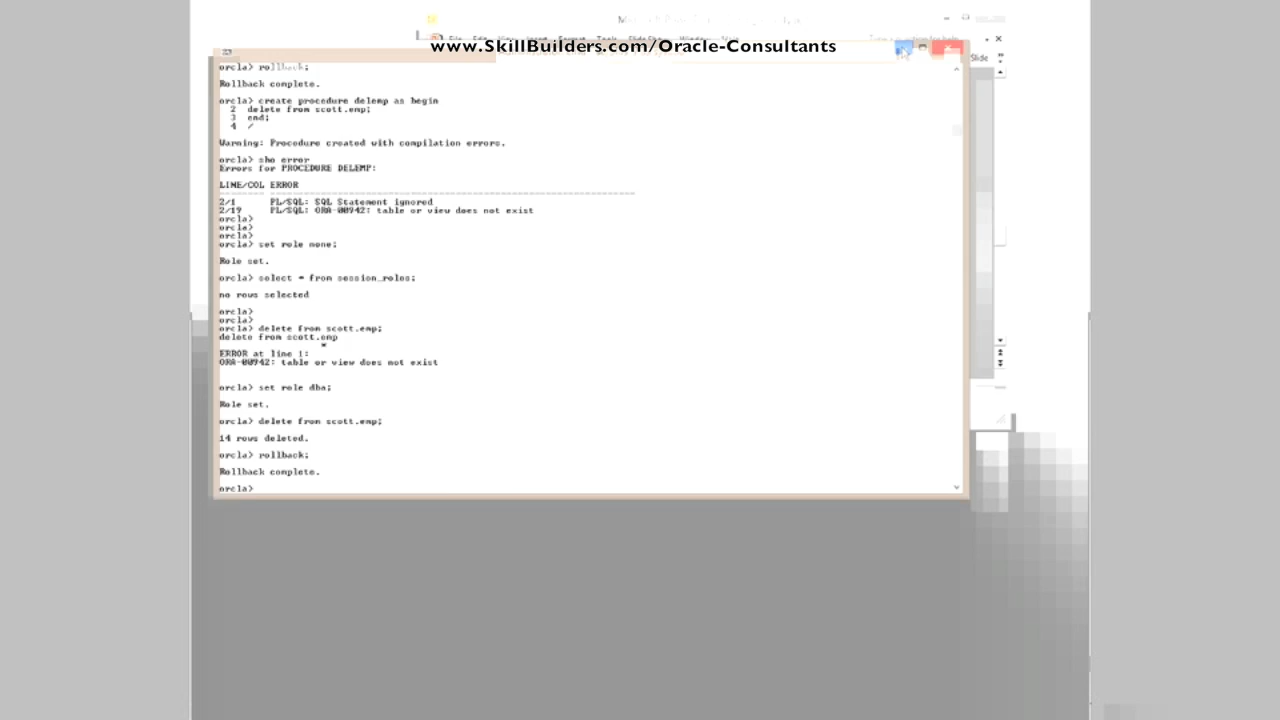 www.SkillBuilders.com/Oracle-Consultants
Slide
orcla> rollback;
Rollback complete.
orcla> create procedure delemp as begin
2 delete from scott.emp;
3 end;
4 /
Warning: Procedure created with compilation errors.
orcla> sho error
Errors for PROCEDURE DELEMP:
LINE/COL ERROR
-------- -----------------------------------------------------------------
2/1 PL/SQL: SQL Statement ignored
2/19 PL/SQL: ORA-00942: table or view does not exist
orcla>
orcla>
orcla>
orcla> set role none;
Role set.
orcla> select * from session_roles;
no rows selected
orcla>
orcla>
orcla> delete from scott.emp;
delete from scott.emp
*
ERROR at line 1:
ORA-00942: table or view does not exist
orcla> set role dba;
Role set.
orcla> delete from scott.emp;
14 rows deleted.
orcla> rollback;
Rollback complete.
orcla>